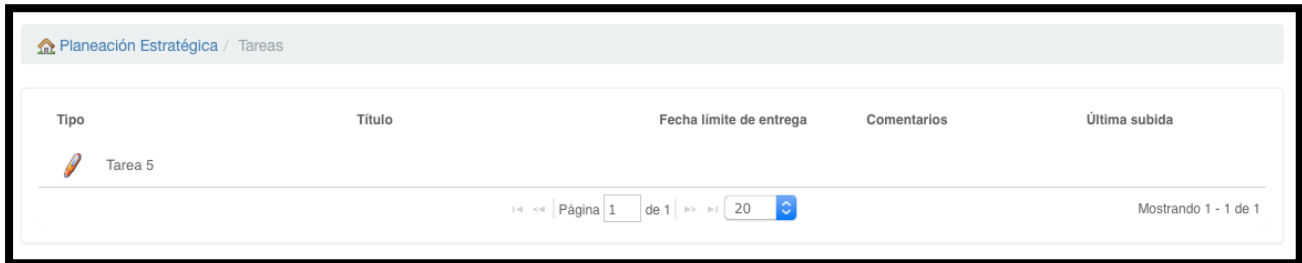 Planeación Estratégica / Tareas
Tipo Título Fecha límite de entrega Comentarios Última subida
Tarea 5
Página 1 de 1 20 Mostrando 1 - 1 de 1